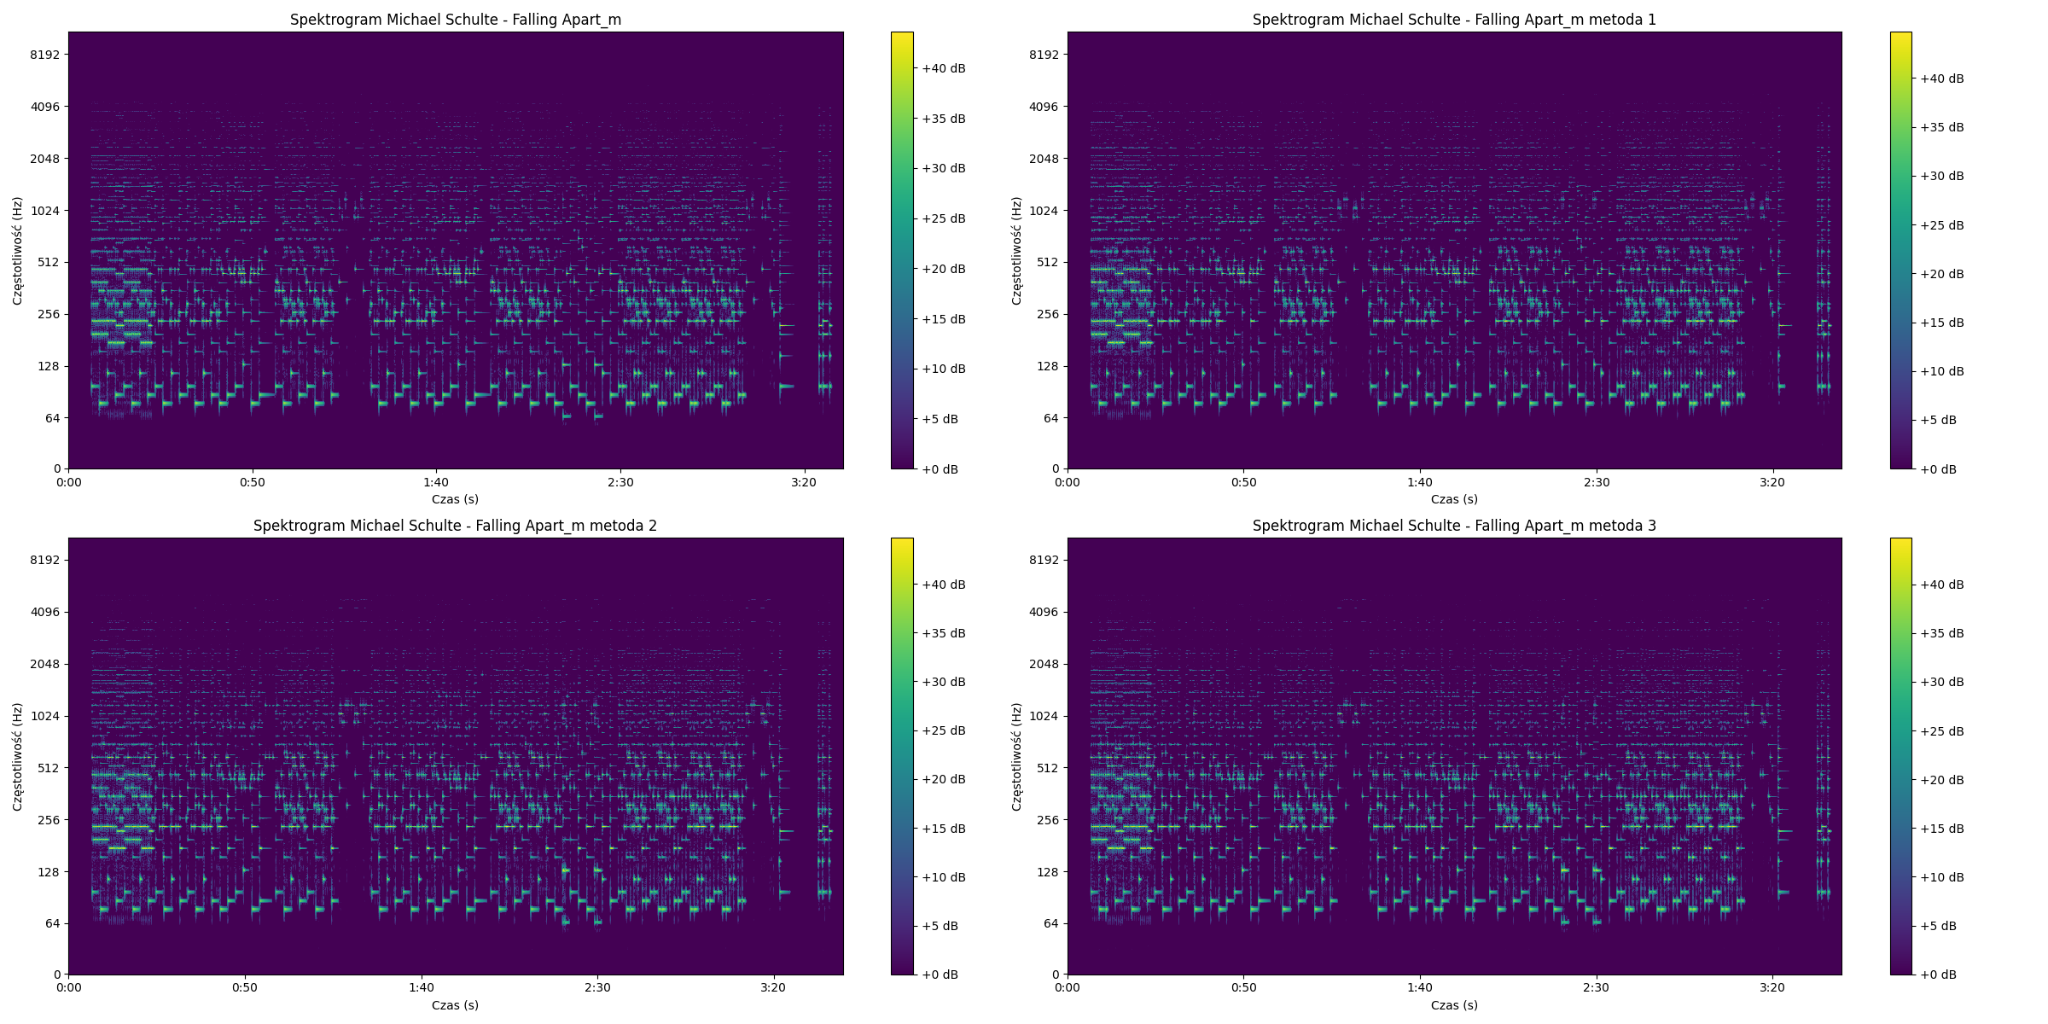 Spektrogram Michael Schulte - Falling Apart_m
8192
4096
2048
1024
512
256
128
64
0
Częstotliwość (Hz)
0:00 0:50 1:40 2:30 3:20
Czas (s)
+40 dB
+35 dB
+30 dB
+25 dB
+20 dB
+15 dB
+10 dB
+5 dB
+0 dB
Spektrogram Michael Schulte - Falling Apart_m metoda 1
8192
4096
2048
1024
512
256
128
64
0
Częstotliwość (Hz)
0:00 0:50 1:40 2:30 3:20
Czas (s)
+40 dB
+35 dB
+30 dB
+25 dB
+20 dB
+15 dB
+10 dB
+5 dB
+0 dB
Spektrogram Michael Schulte - Falling Apart_m metoda 2
8192
4096
2048
1024
512
256
128
64
0
Częstotliwość (Hz)
0:00 0:50 1:40 2:30 3:20
Czas (s)
+40 dB
+35 dB
+30 dB
+25 dB
+20 dB
+15 dB
+10 dB
+5 dB
+0 dB
Spektrogram Michael Schulte - Falling Apart_m metoda 3
8192
4096
2048
1024
512
256
128
64
0
Częstotliwość (Hz)
0:00 0:50 1:40 2:30 3:20
Czas (s)
+40 dB
+35 dB
+30 dB
+25 dB
+20 dB
+15 dB
+10 dB
+5 dB
+0 dB